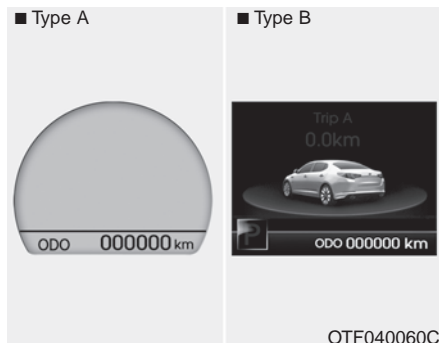 ■ Type A
ODO 000000 km
■ Type B
Trip A
0.0km
P
ODO 000000 km
OTF040060C